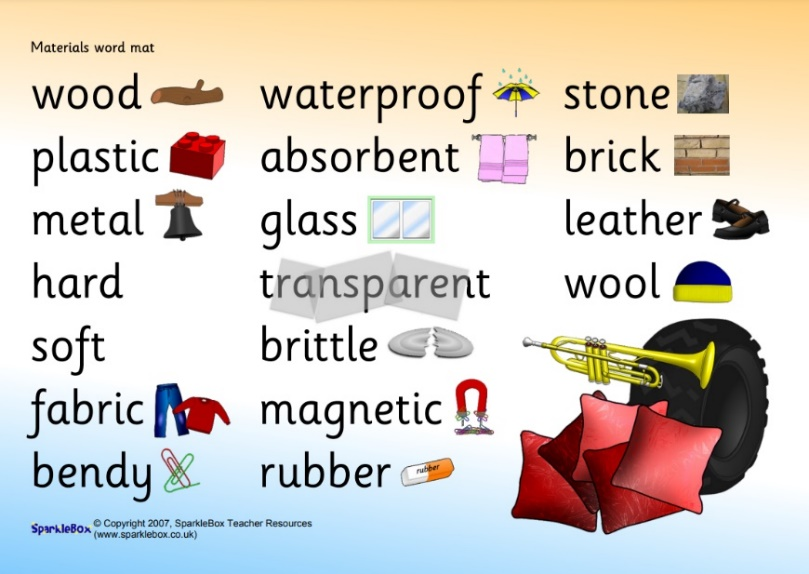 Materials word mat
wood
plastic
metal
hard
soft
fabric
bendy
waterproof
absorbent
glass
transparent
brittle
magnetic
rubber
rubber
stone
brick
leather
wool
SparkleBox © Copyright 2007, SparkleBox Teacher Resources
(www.sparklebox.co.uk)